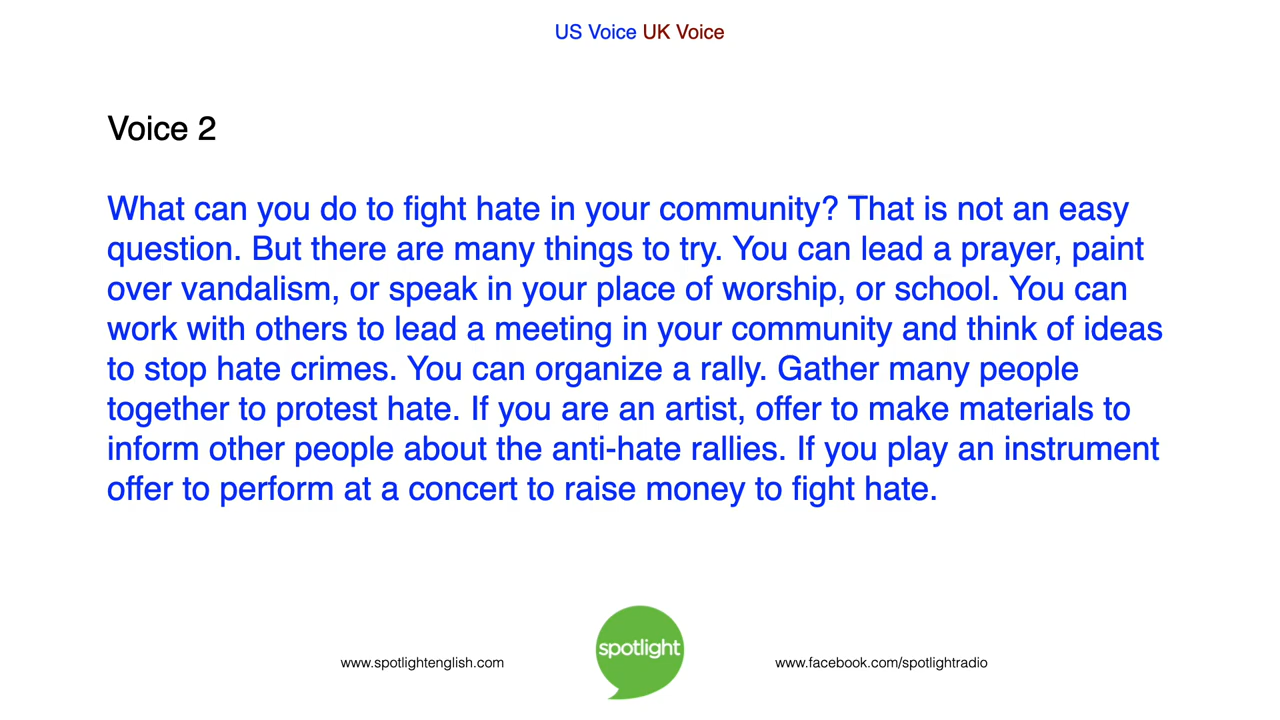 US Voice UK Voice
Voice 2
What can you do to fight hate in your community? That is not an easy
question. But there are many things to try. You can lead a prayer, paint
over vandalism, or speak in your place of worship, or school. You can
work with others to lead a meeting in your community and think of ideas
to stop hate crimes. You can organize a rally. Gather many people
together to protest hate. If you are an artist, offer to make materials to
inform other people about the anti-hate rallies. If you play an instrument
offer to perform at a concert to raise money to fight hate.
www.spotlightenglish.com
spotlight
www.facebook.com/spotlightradio